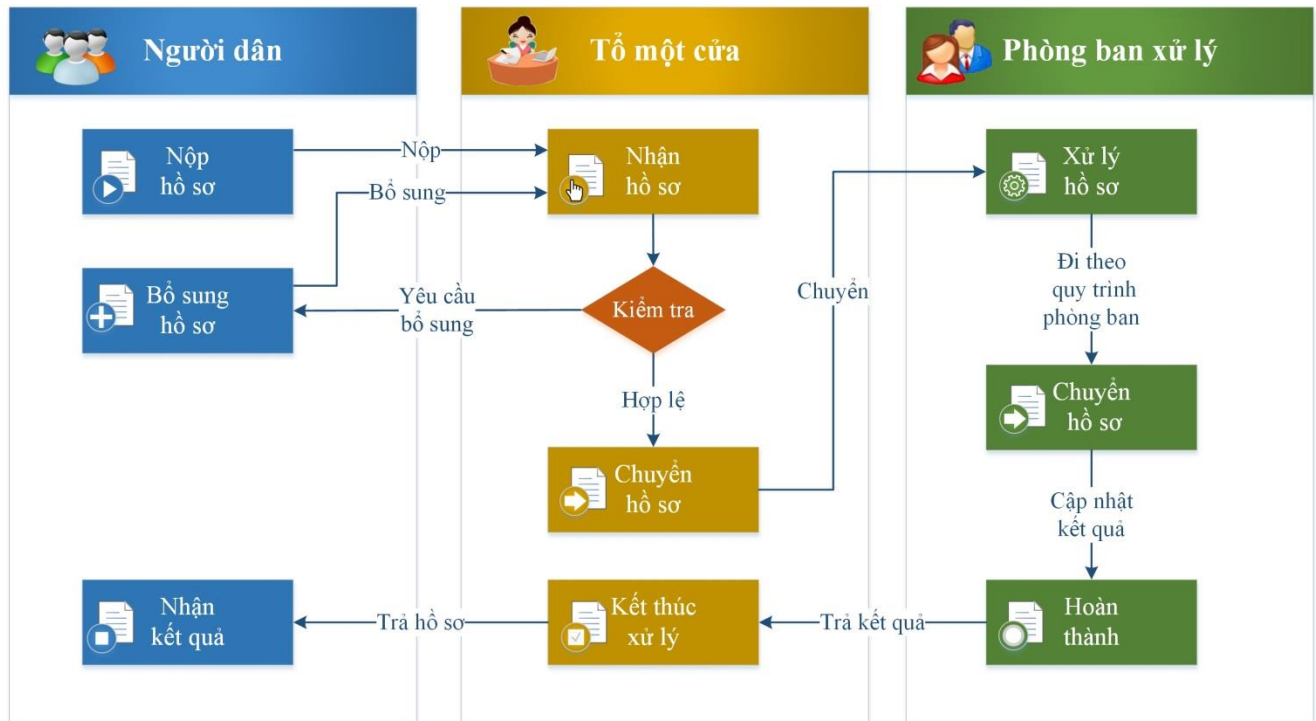 Người dân
Tổ một cửa
Phòng ban xử lý
Nộp
hồ sơ
Nộp
Nhận
hồ sơ
Xử lý
hồ sơ
Bổ sung
Bổ sung
hồ sơ
Yêu cầu
bổ sung
Kiểm tra
Chuyển
Đi theo
quy trình
phòng ban
Hợp lệ
Chuyển
hồ sơ
Chuyển
hồ sơ
Cập nhật
kết quả
Nhận
kết quả
Trả hồ sơ
Kết thúc
xử lý
Trả kết quả
Hoàn
thành